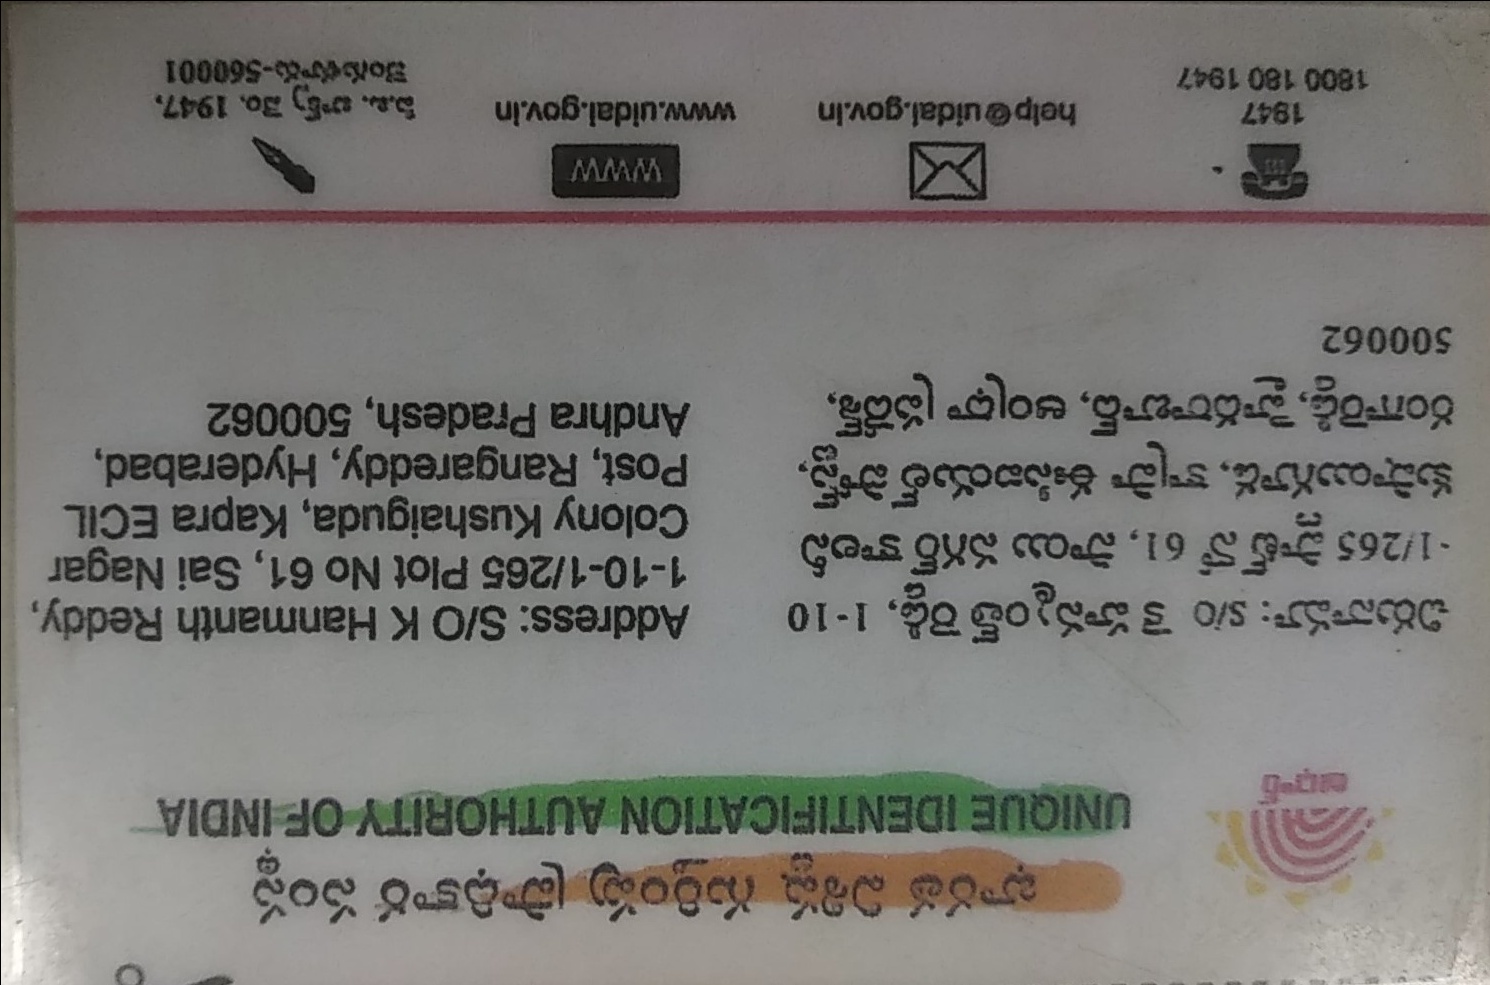 భారత విశిష్ట గుర్తింపు ప్రాధికార సంస్థ
UNIQUE IDENTIFICATION AUTHORITY OF INDIA
ఆధార్
చిరునామా: S/O కె హన్మంత్ రెడ్డి, 1-10
-1/265 ప్లాట్ నో 61, సాయి నగర్ కాలనీ
కుషాయిగూడ, కాప్రా ఈసిఐయల్ పోస్ట్,
రంగారెడ్డి, హైదరాబాద్, ఆంధ్రా ప్రదేశ్,
500062
Address: S/O K Hanmanth Reddy,
1-10-1/265 Plot No 61, Sai Nagar
Colony Kushaiguda, Kapra ECIL
Post, Rangareddy, Hyderabad,
Andhra Pradesh, 500062
1947
1800 180 1947
help@uidai.gov.in
WWW
www.uidai.gov.in
పి.బి. బాక్స్ నెం. 1947,
బెంగుళూరు-560001